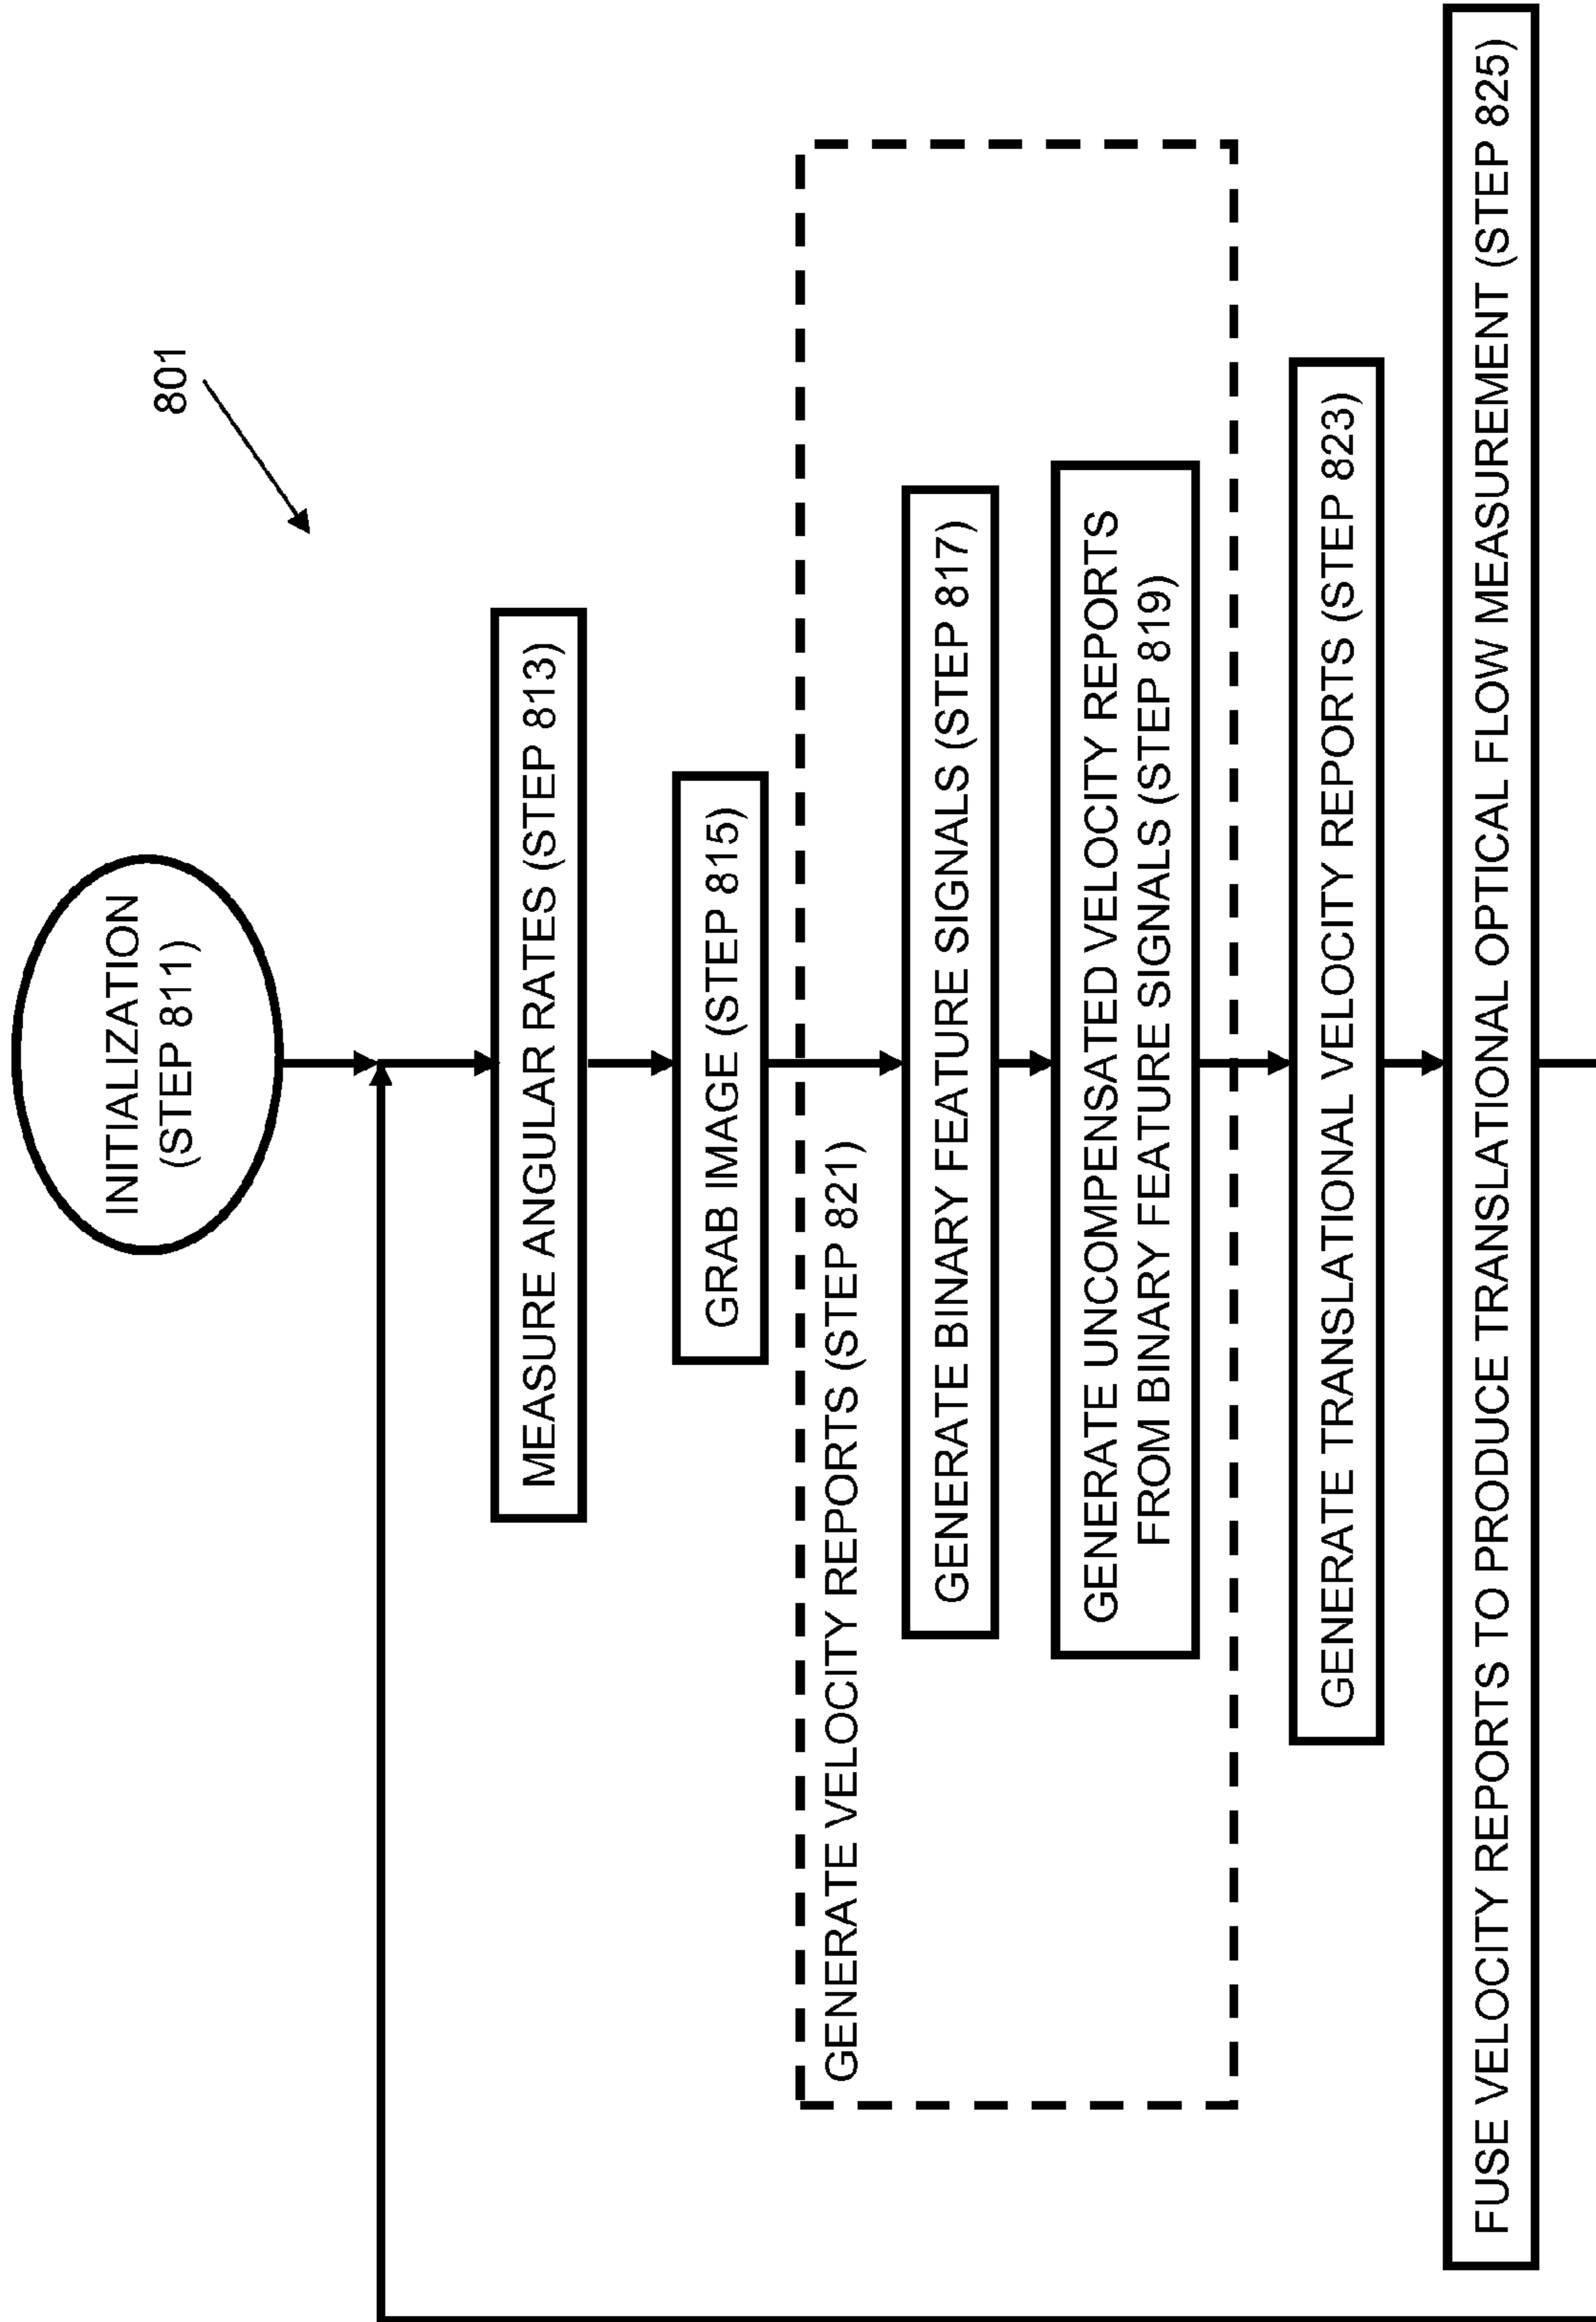 801
INITIALIZATION
(STEP 811)
MEASURE ANGULAR RATES (STEP 813)
GRAB IMAGE (STEP 815)
GENERATE VELOCITY REPORTS (STEP 821)
GENERATE BINARY FEATURE SIGNALS (STEP 817)
GENERATE UNCOMPENSATED VELOCITY REPORTS
FROM BINARY FEATURE SIGNALS (STEP 819)
GENERATE TRANSLATIONAL VELOCITY REPORTS (STEP 823)
FUSE VELOCITY REPORTS TO PRODUCE TRANSLATIONAL OPTICAL FLOW MEASUREMENT (STEP 825)